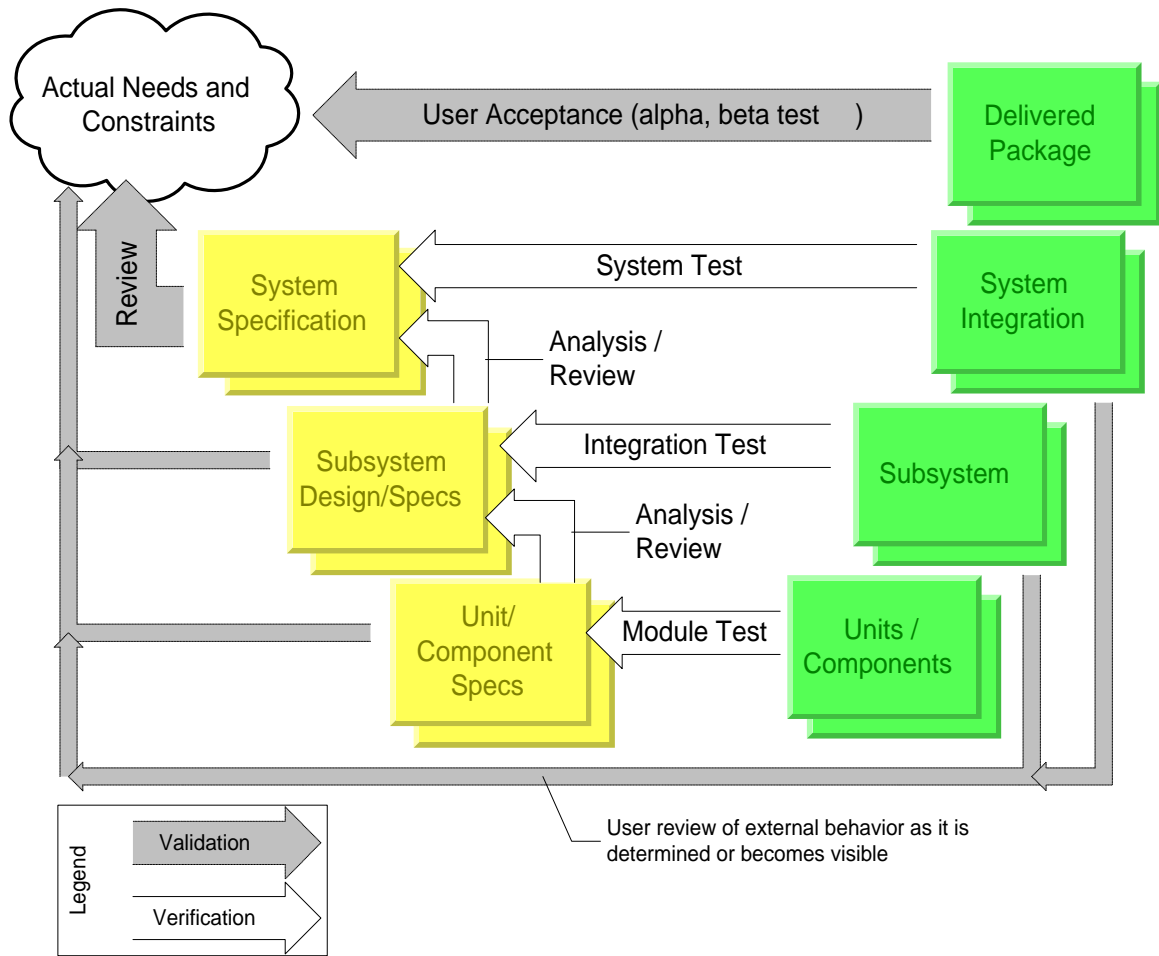 Actual Needs and
Constraints
User Acceptance (alpha, beta test )
Delivered
Package
Review
System
Specification
System Test
System
Integration
Analysis /
Review
Subsystem
Design/Specs
Integration Test
Subsystem
Analysis /
Review
Unit/
Component
Specs
Module Test
Units /
Components
User review of external behavior as it is
determined or becomes visible
Legend
Validation
Verification